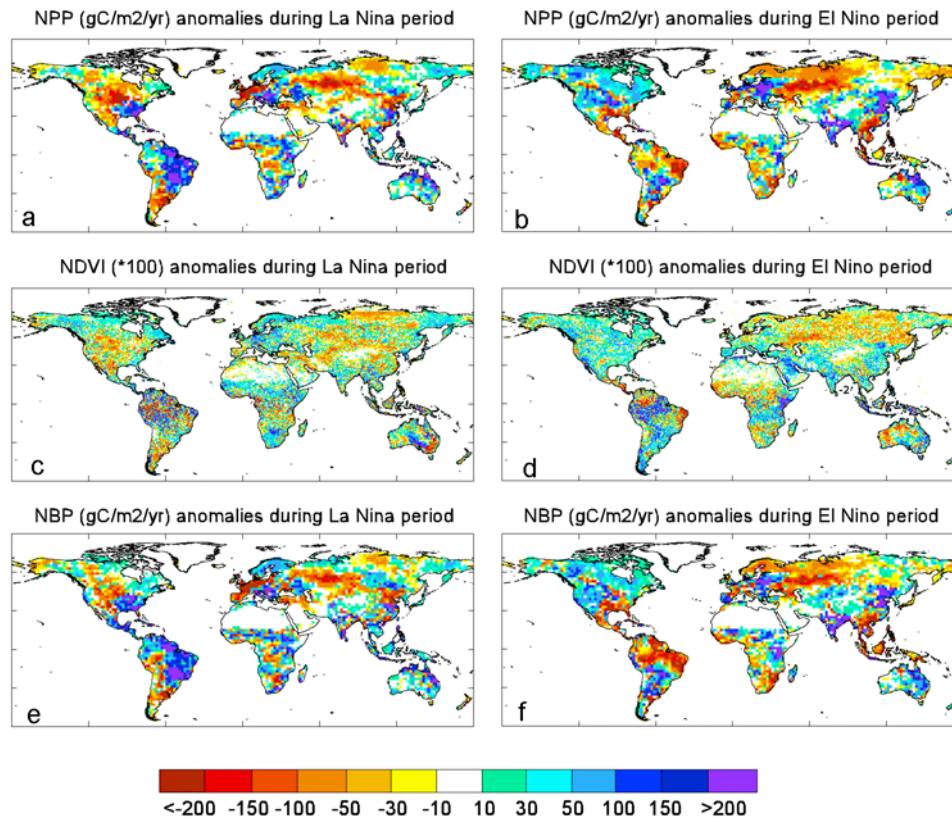 NPP (gC/m2/yr) anomalies during La Nina period
NPP (gC/m2/yr) anomalies during El Nino period
a
b
NDVI (*100) anomalies during La Nina period
NDVI (*100) anomalies during El Nino period
c
d
NBP (gC/m2/yr) anomalies during La Nina period
NBP (gC/m2/yr) anomalies during El Nino period
e
f
<-200 -150 -100 -50 -30 -10 10 30 50 100 150 >200